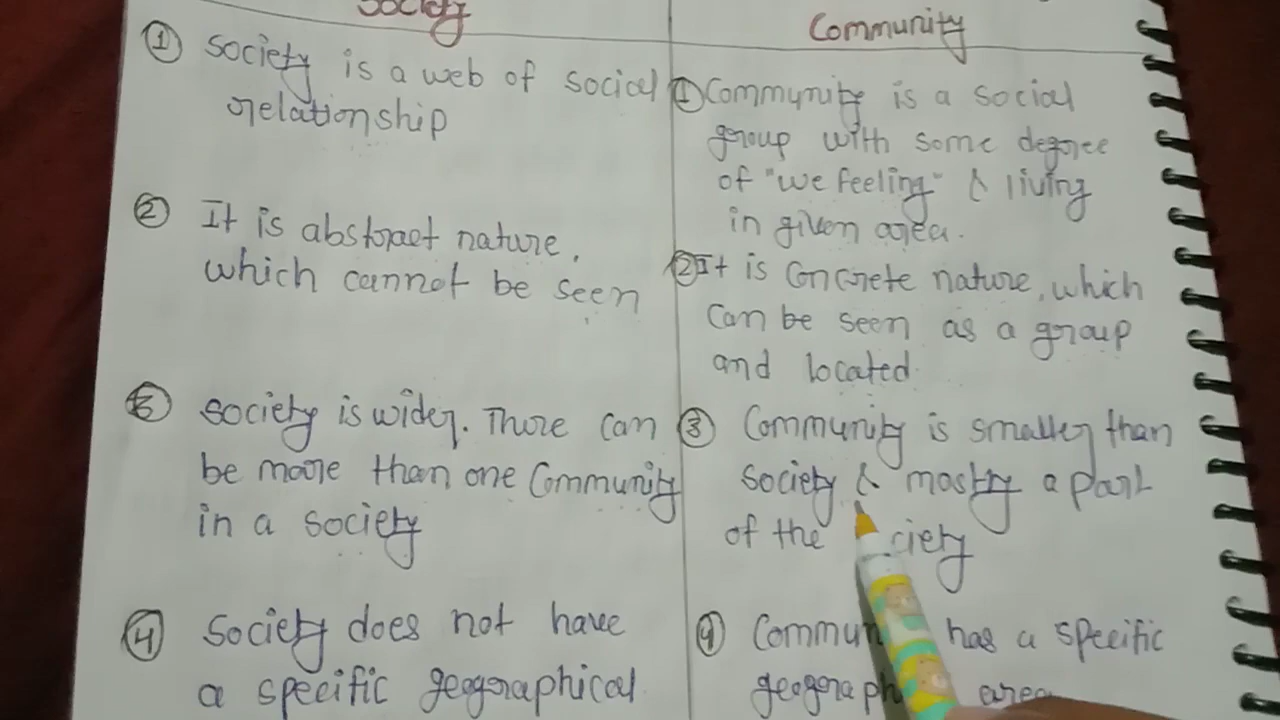 Society
Community
① Society is a web of social
relationship
② It is abstract nature,
which cannot be seen
③ Society is wider. There can
be more than one Community
in a society
④ Society does not have
a specific geographical
① Community is a social
group with some degree
of "we feeling" & living
in given area.
② It is Concrete nature, which
can be seen as a group
and located.
③ Community is smaller than
society & mostly a part
of the
④ has a specific
area